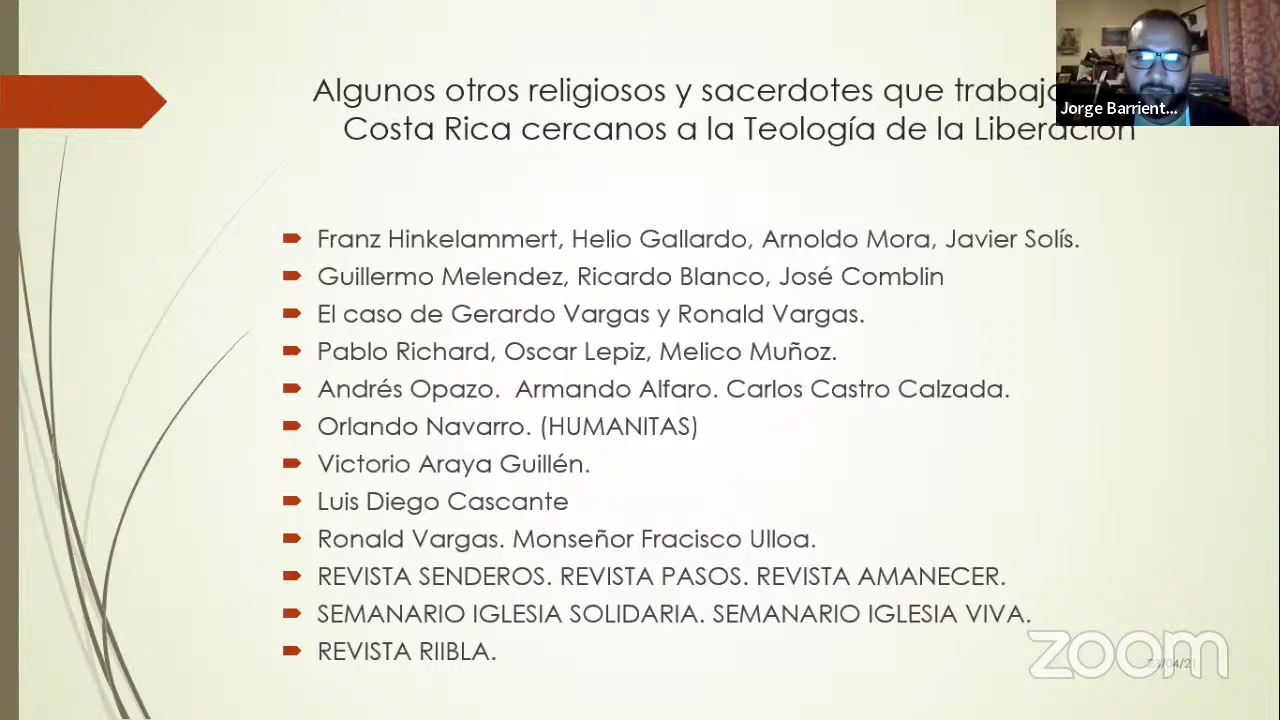 Algunos otros religiosos y sacerdotes que
Costa Rica cercanos a la Teología de la Liberación
Jorge Barrient...
Franz Hinkelammert, Helio Gallardo, Arnoldo Mora, Javier Solís.
Guillermo Melendez, Ricardo Blanco, José Comblin
El caso de Gerardo Vargas y Ronald Vargas.
Pablo Richard, Oscar Lepiz, Melico Muñoz.
Andrés Opazo. Armando Alfaro. Carlos Castro Calzada.
Orlando Navarro. (HUMANITAS)
Victorio Araya Guillén.
Luis Diego Cascante
Ronald Vargas. Monseñor Fracisco Ulloa.
REVISTA SENDEROS. REVISTA PASOS. REVISTA AMANECER.
SEMANARIO IGLESIA SOLIDARIA. SEMANARIO IGLESIA VIVA.
REVISTA RIIBLA.
zoom